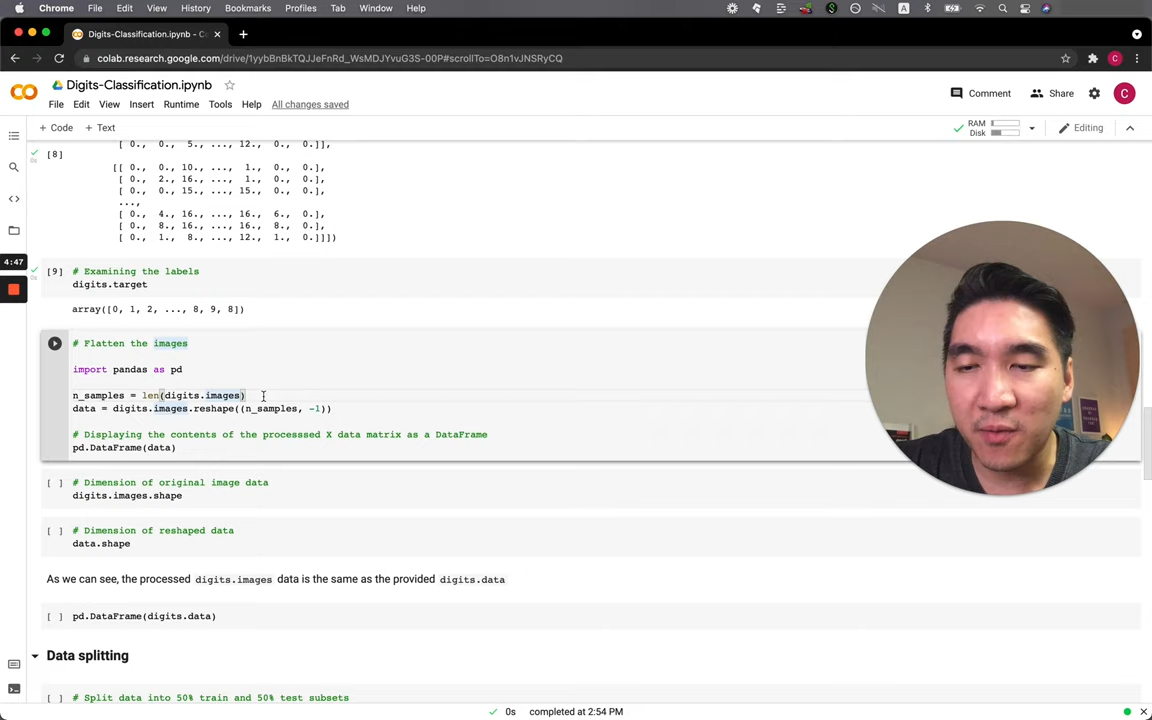 Chrome File Edit View History Bookmarks Profiles Tab Window Help
Digits-Classification.ipynb - Co
colab.research.google.com/drive/1yybBnBkTQJJeFnRd_WsMDJYvuG3S-00P#scrollTo=O8n1vJNSRyCQ
Digits-Classification.ipynb
Comment Share C
File Edit View Insert Runtime Tools Help All changes saved
+ Code + Text
RAM
Disk
Editing
[ 0., 0., 5., ..., 12., 0., 0.]],
[8]
[[ 0., 0., 10., ..., 1., 0., 0.],
[ 0., 2., 16., ..., 1., 0., 0.],
[ 0., 0., 15., ..., 15., 0., 0.],
...,
[ 0., 4., 16., ..., 16., 6., 0.],
[ 0., 8., 16., ..., 16., 8., 0.],
[ 0., 1., 8., ..., 12., 1., 0.]]])
4:47
[9] # Examining the labels
digits.target
array([0, 1, 2, ..., 8, 9, 8])
# Flatten the images
import pandas as pd
n_samples = len(digits.images)
data = digits.images.reshape((n_samples, -1))
# Displaying the contents of the processsed X data matrix as a DataFrame
pd.DataFrame(data)
[ ] # Dimension of original image data
digits.images.shape
[ ] # Dimension of reshaped data
data.shape
As we can see, the processed digits.images data is the same as the provided digits.data
[ ] pd.DataFrame(digits.data)
Data splitting
[ ] # Split data into 50% train and 50% test subsets
0s completed at 2:54 PM